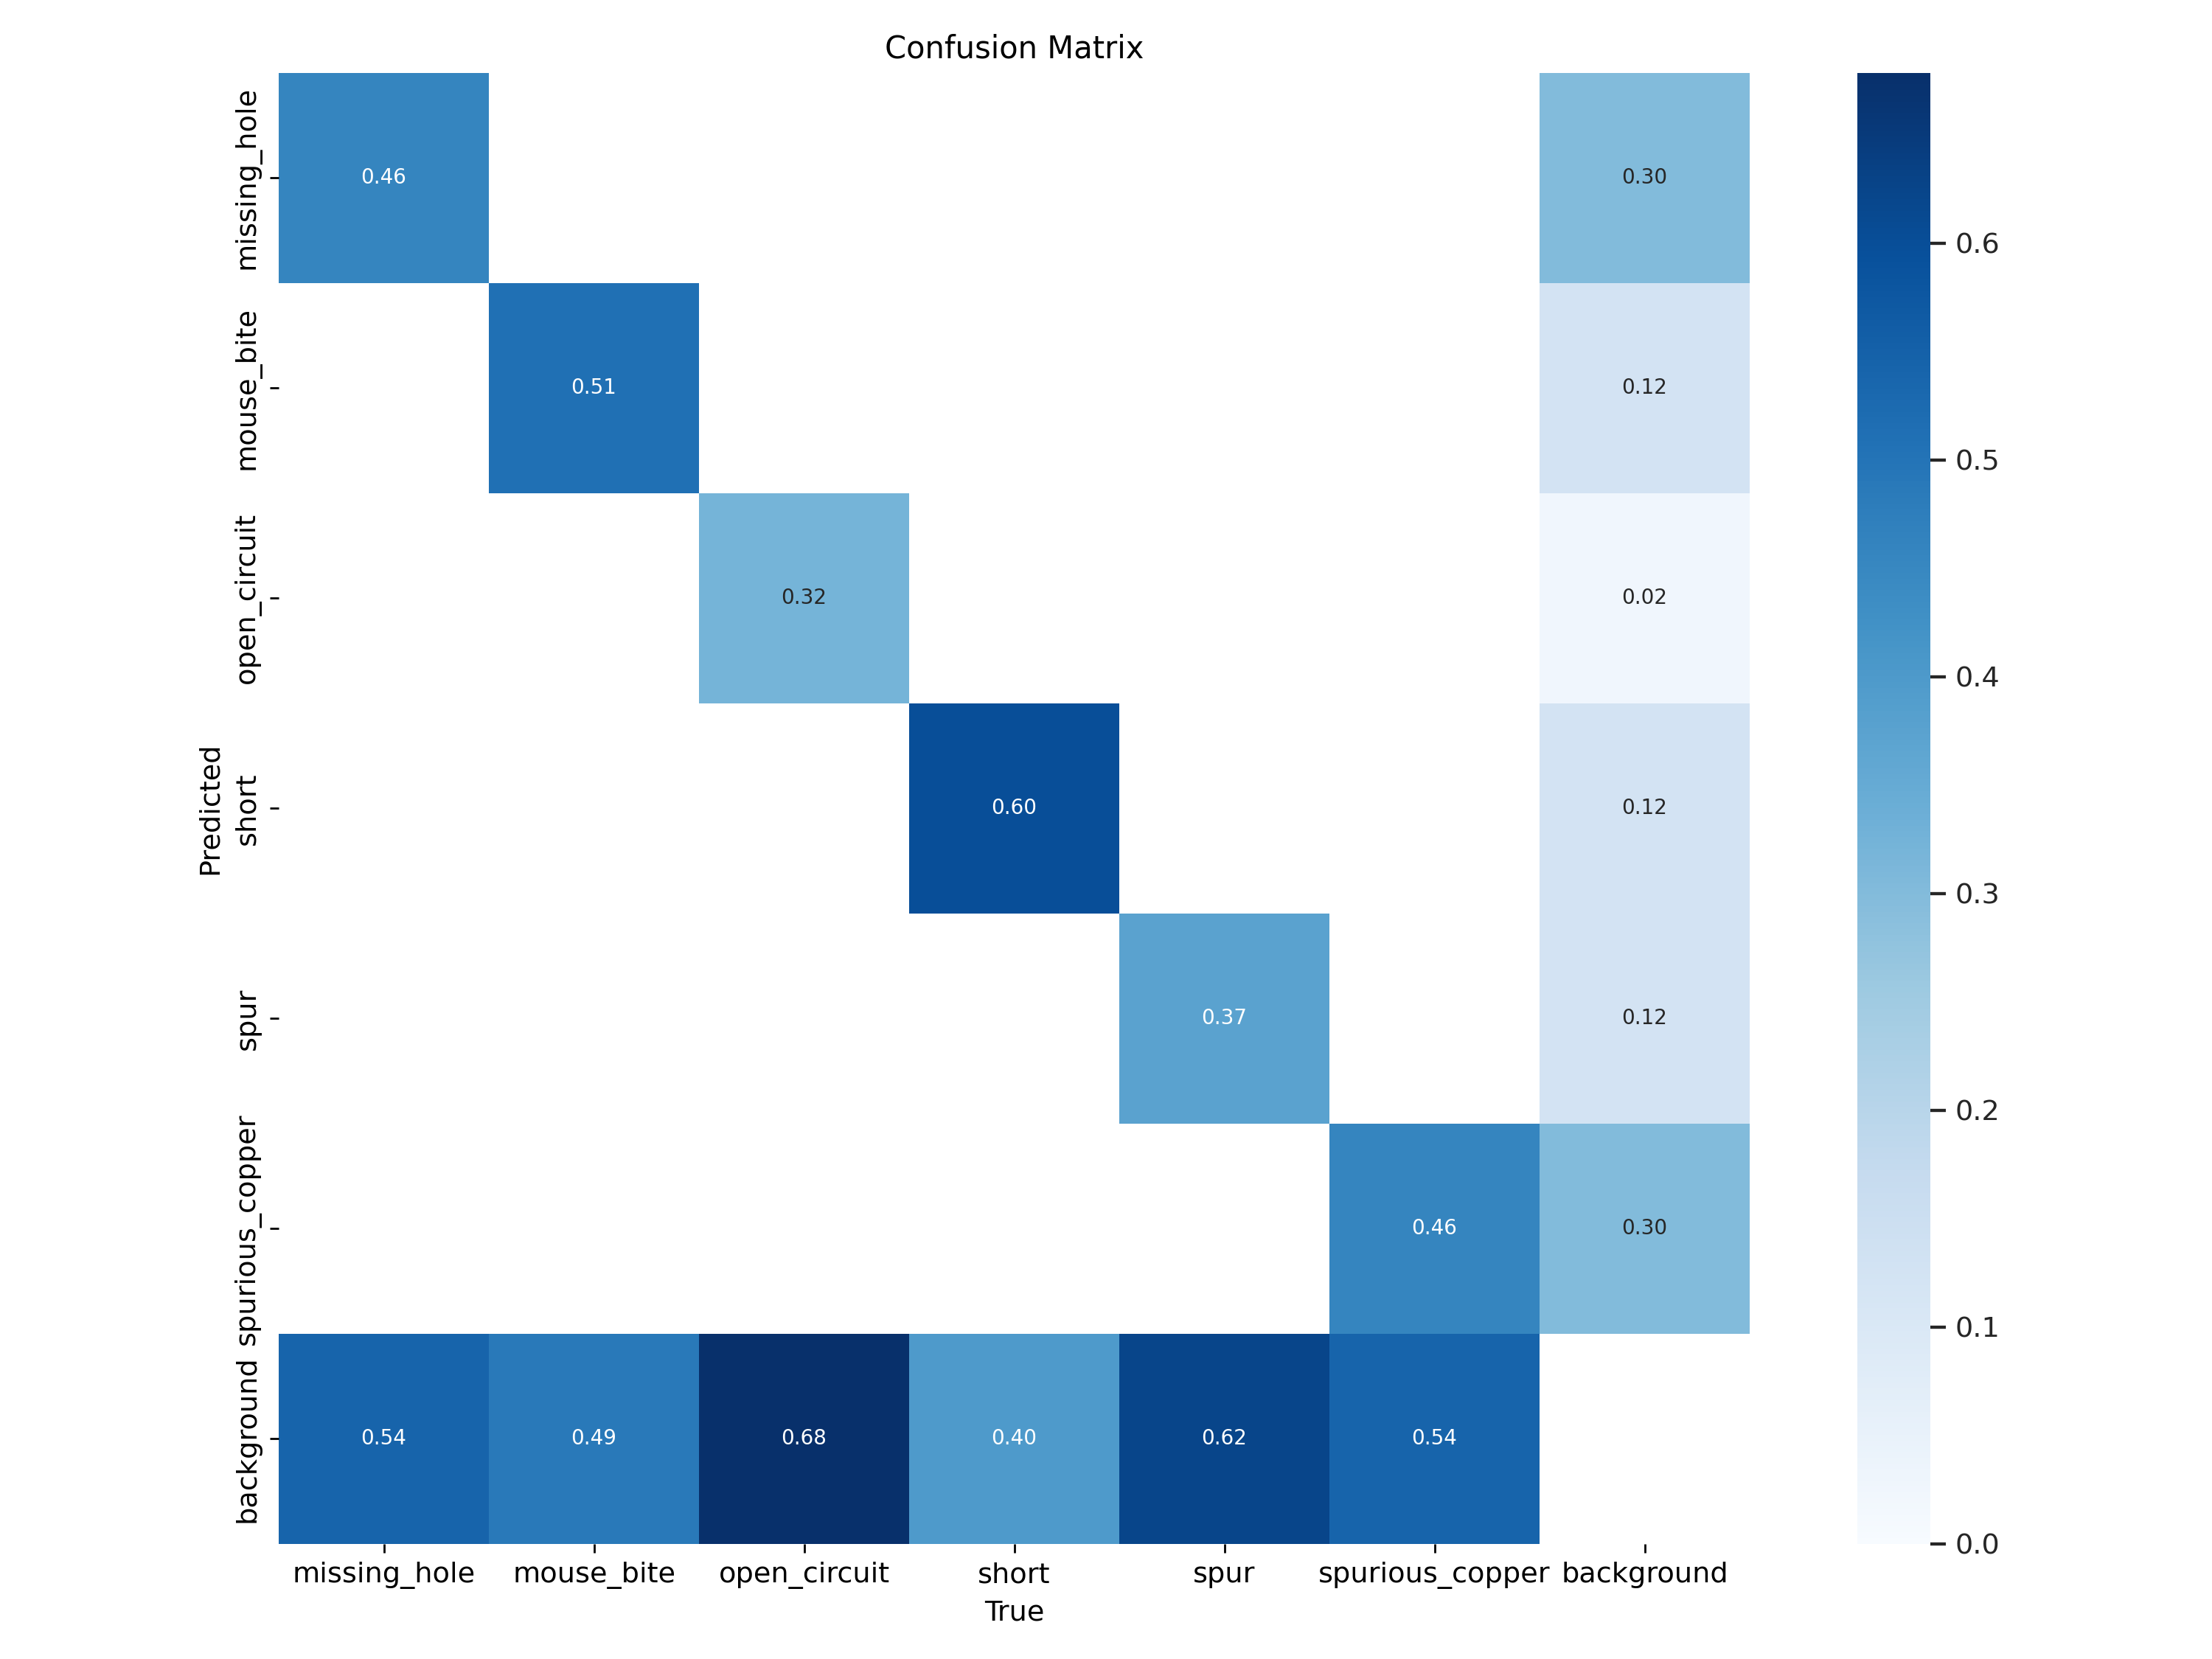 Confusion Matrix
missing_hole
mouse_bite
open_circuit
short
spur
spurious_copper
background
Predicted
0.46 0.30
0.51 0.12
0.32 0.02
0.60 0.12
0.37 0.12
0.46 0.30
0.54 0.49 0.68 0.40 0.62 0.54
missing_hole mouse_bite open_circuit short spur spurious_copper background
True
0.6
0.5
0.4
0.3
0.2
0.1
0.0